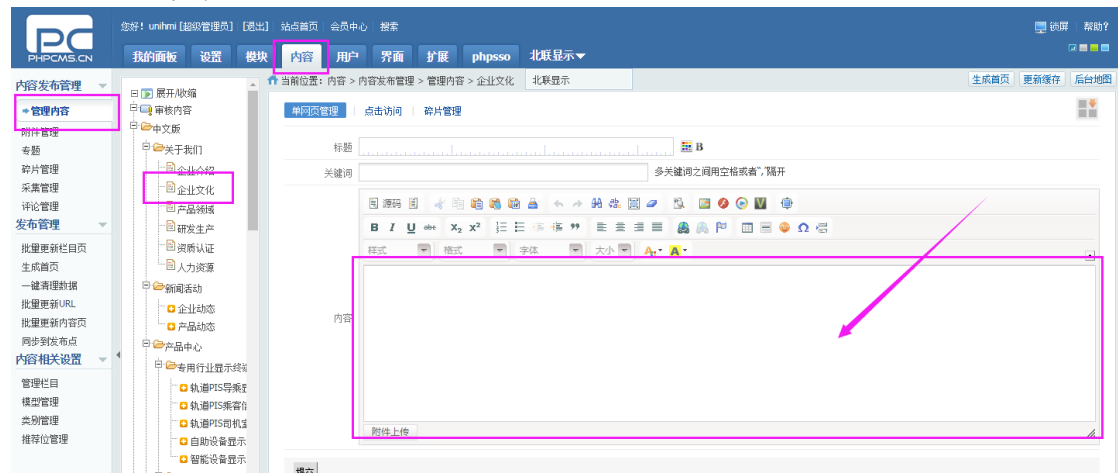 PHPCMS.CN
您好！unihmi [超级管理员] [退出] 站点首页 会员中心 搜索
锁屏 帮助?
我的面板 设置 模块 内容 用户 界面 扩展 phpsso 北联显示
北联显示
当前位置：内容 > 内容发布管理 > 管理内容 > 企业文化
生成首页 更新缓存 后台地图
内容发布管理
管理内容
附件管理
专题
碎片管理
采集管理
评论管理
发布管理
批量更新栏目页
生成首页
一键清理数据
批量更新URL
批量更新内容页
同步到发布点
内容相关设置
管理栏目
模型管理
类别管理
推荐位管理
展开/收缩
审核内容
中文版
关于我们
企业介绍
企业文化
产品领域
研发生产
资质认证
人力资源
新闻活动
企业动态
产品动态
产品中心
专用行业显示终端
轨道PIS导乘
轨道PIS乘客
轨道PIS司机室
自助设备显示
智能设备显示
单网页管理 点击访问 碎片管理
标题 B
关键词 多关键词之间用空格或者","隔开
源码
B I U abc X₂ X²
样式 格式 字体 大小 A A
内容
附件上传
提交